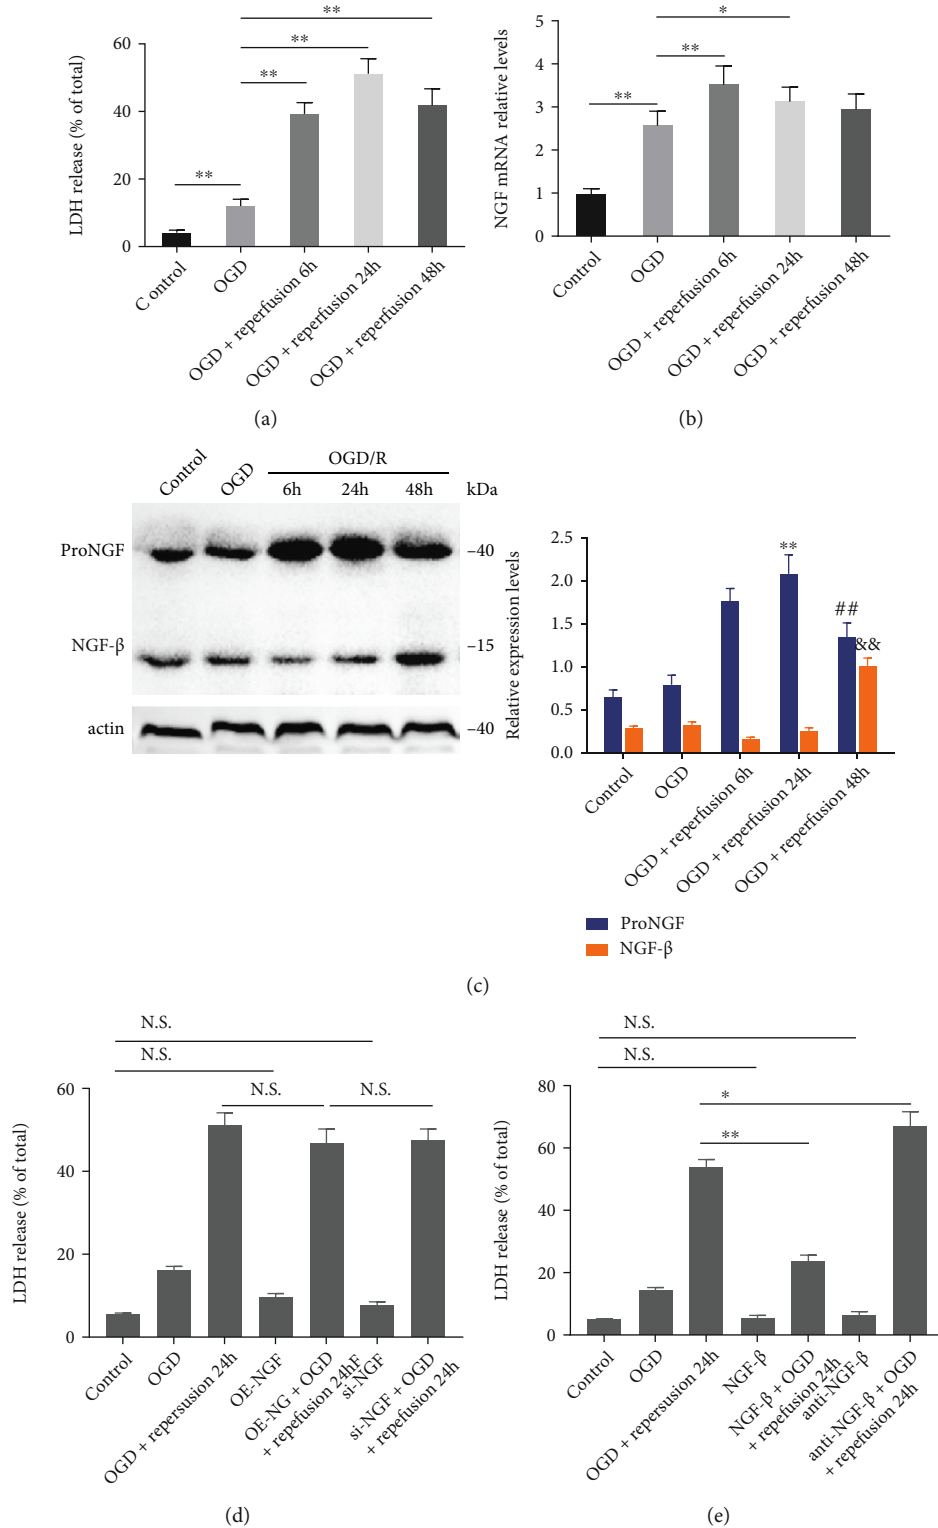 **
**
**
**
LDH release (% of total)
60
40
20
0
C ontrol
OGD
OGD + reperfusion 6h
OGD + reperfusion 24h
OGD + reperfusion 48h
(a)
*
**
**
NGF mRNA relative levels
5
4
3
2
1
0
Control
OGD
OGD + reperfusion 6h
OGD + reperfusion 24h
OGD + reperfusion 48h
(b)
Control
OGD
OGD/R
6h
24h
48h
kDa
ProNGF
–40
NGF-β
–15
actin
–40
Relative expression levels
2.5
2.0
1.5
1.0
0.5
0.0
**
##
&&
Control
OGD
OGD + reperfusion 6h
OGD + reperfusion 24h
OGD + reperfusion 48h
ProNGF
NGF-β
(c)
N.S.
N.S.
N.S.
N.S.
LDH release (% of total)
60
40
20
0
Control
OGD
OGD + repersusion 24h
OE-NGF
OE-NG + OGD
+ repefusion 24hF
si-NGF
si-NGF + OGD
+ repefusion 24h
(d)
N.S.
N.S.
*
**
LDH release (% of total)
80
60
40
20
0
Control
OGD
OGD + repersusion 24h
NGF-β
NGF-β + OGD
+ repefusion 24h
anti-NGF-β
anti-NGF-β + OGD
+ repefusion 24h
(e)